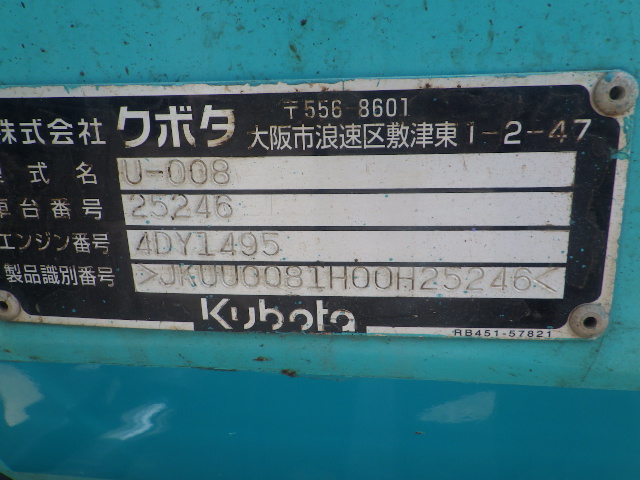 株式会社 クボタ 〒556-8601
大阪市浪速区敷津東1-2-47
型式名 U-008
車台番号 25246
エンジン番号 4DY1495
製品識別番号 >JKUU0081H00H25246<
Kubota
RB451-57821